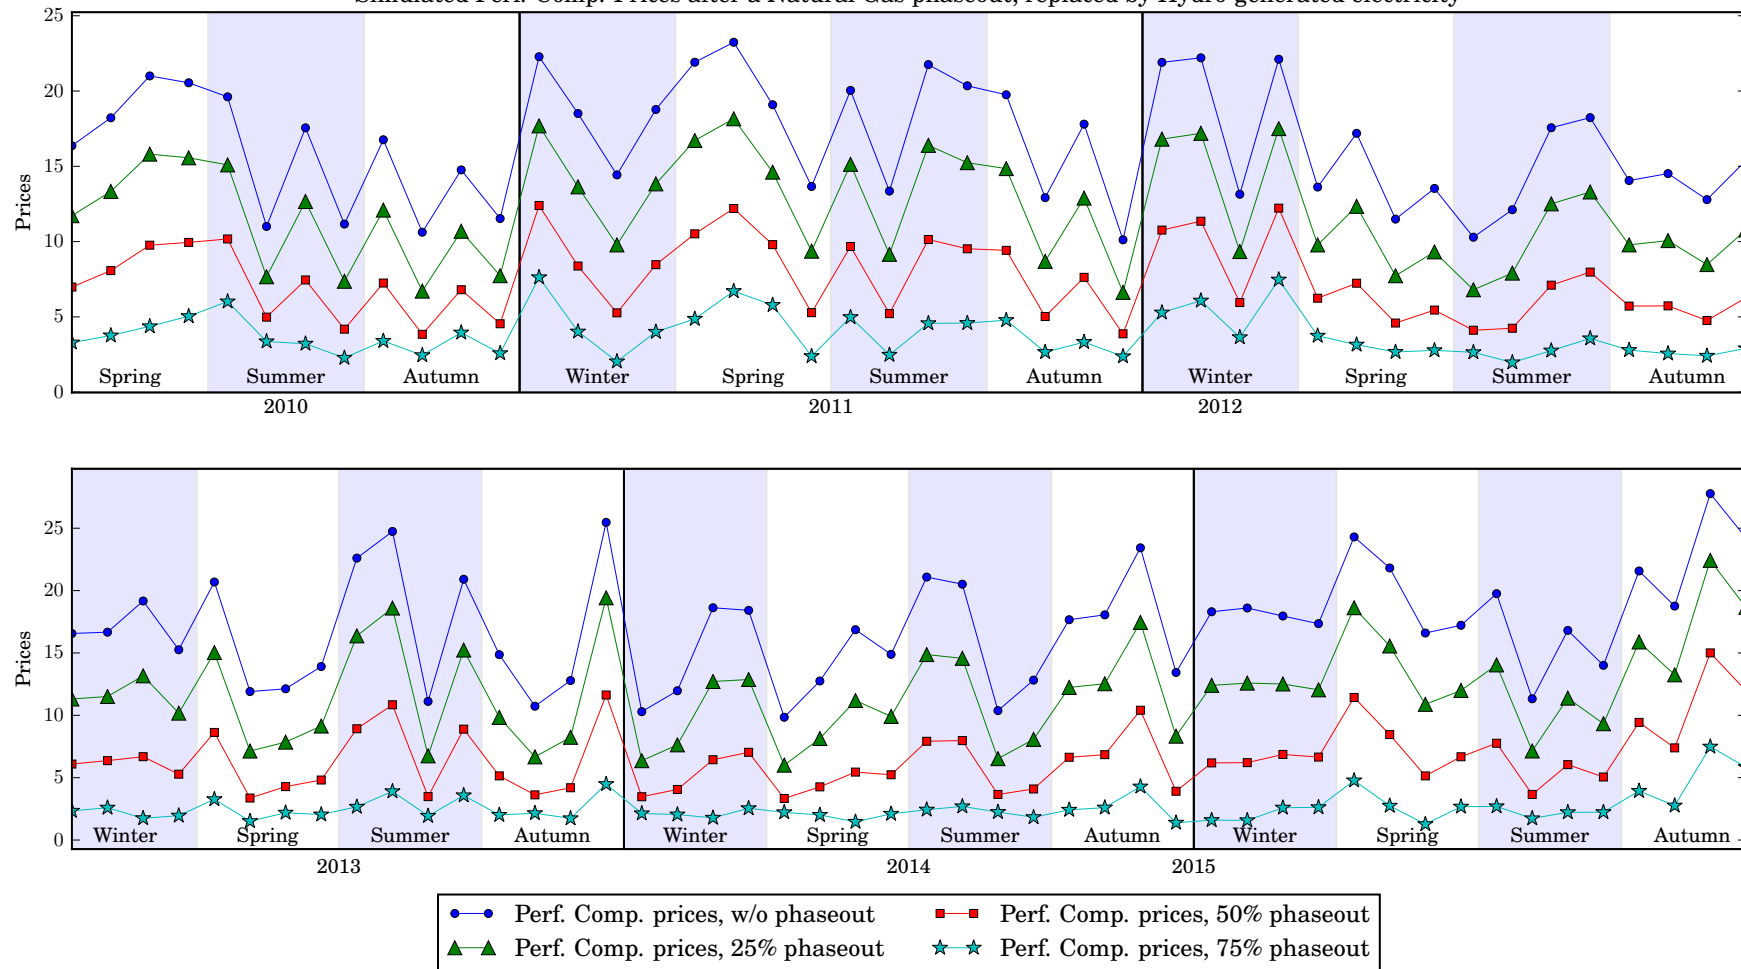 Simulated Perf. Comp. Prices after a Natural Gas phaseout, replated by Hydro generated electricity
25
20
15
10
5
0
Prices
Spring Summer Autumn Winter Spring Summer Autumn Winter Spring Summer Autumn
2010 2011 2012
25
20
15
10
5
0
Prices
Winter Spring Summer Autumn Winter Spring Summer Autumn Winter Spring Summer Autumn
2013 2014 2015
Perf. Comp. prices, w/o phaseout
Perf. Comp. prices, 25% phaseout
Perf. Comp. prices, 50% phaseout
Perf. Comp. prices, 75% phaseout